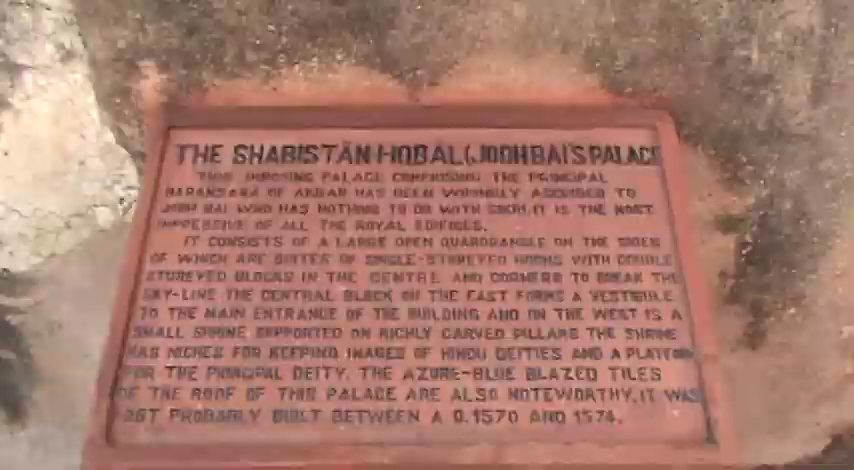 THE SHABISTĀN-I-IQBAL (JODH BAI'S PALACE
THIS IMPOSING PALACE COMPRISING THE PRINCIPAL
HARAMSARA OF AKBAR HAS BEEN WRONGLY ASCRIBED TO
JODH BAI WHO HAS NOTHING TO DO WITH SIKRI. IT IS THE MOST
IMPRESSIVE OF ALL THE ROYAL EDIFICES.
IT CONSISTS OF A LARGE OPEN QUADRANGLE ON THE SIDES
OF WHICH ARE SUITES OF SINGLE-STOREYED ROOMS WITH DOUBLE
STOREYED BLOCKS IN THE CENTRE AND CORNERS TO BREAK THE
SKY-LINE THE CENTRAL BLOCK ON THE EAST FORMS A VESTIBULE
TO THE MAIN ENTRANCE OF THE BUILDING AND ON THE WEST IS A
SMALL SHRINE SUPPORTED ON RICHLY CARVED PILLARS THE SHRINE
HAS NICHES FOR KEEPING IMAGES OF HINDU DEITIES AND A PLATFORM
FOR THE PRINCIPAL DEITY. THE AZURE-BLUE GLAZED TILES
OF THE ROOF OF THIS PALACE ARE ALSO NOTEWORTHY. IT WAS
MOST PROBABLY BUILT BETWEEN A D. 1570 AND 1574.